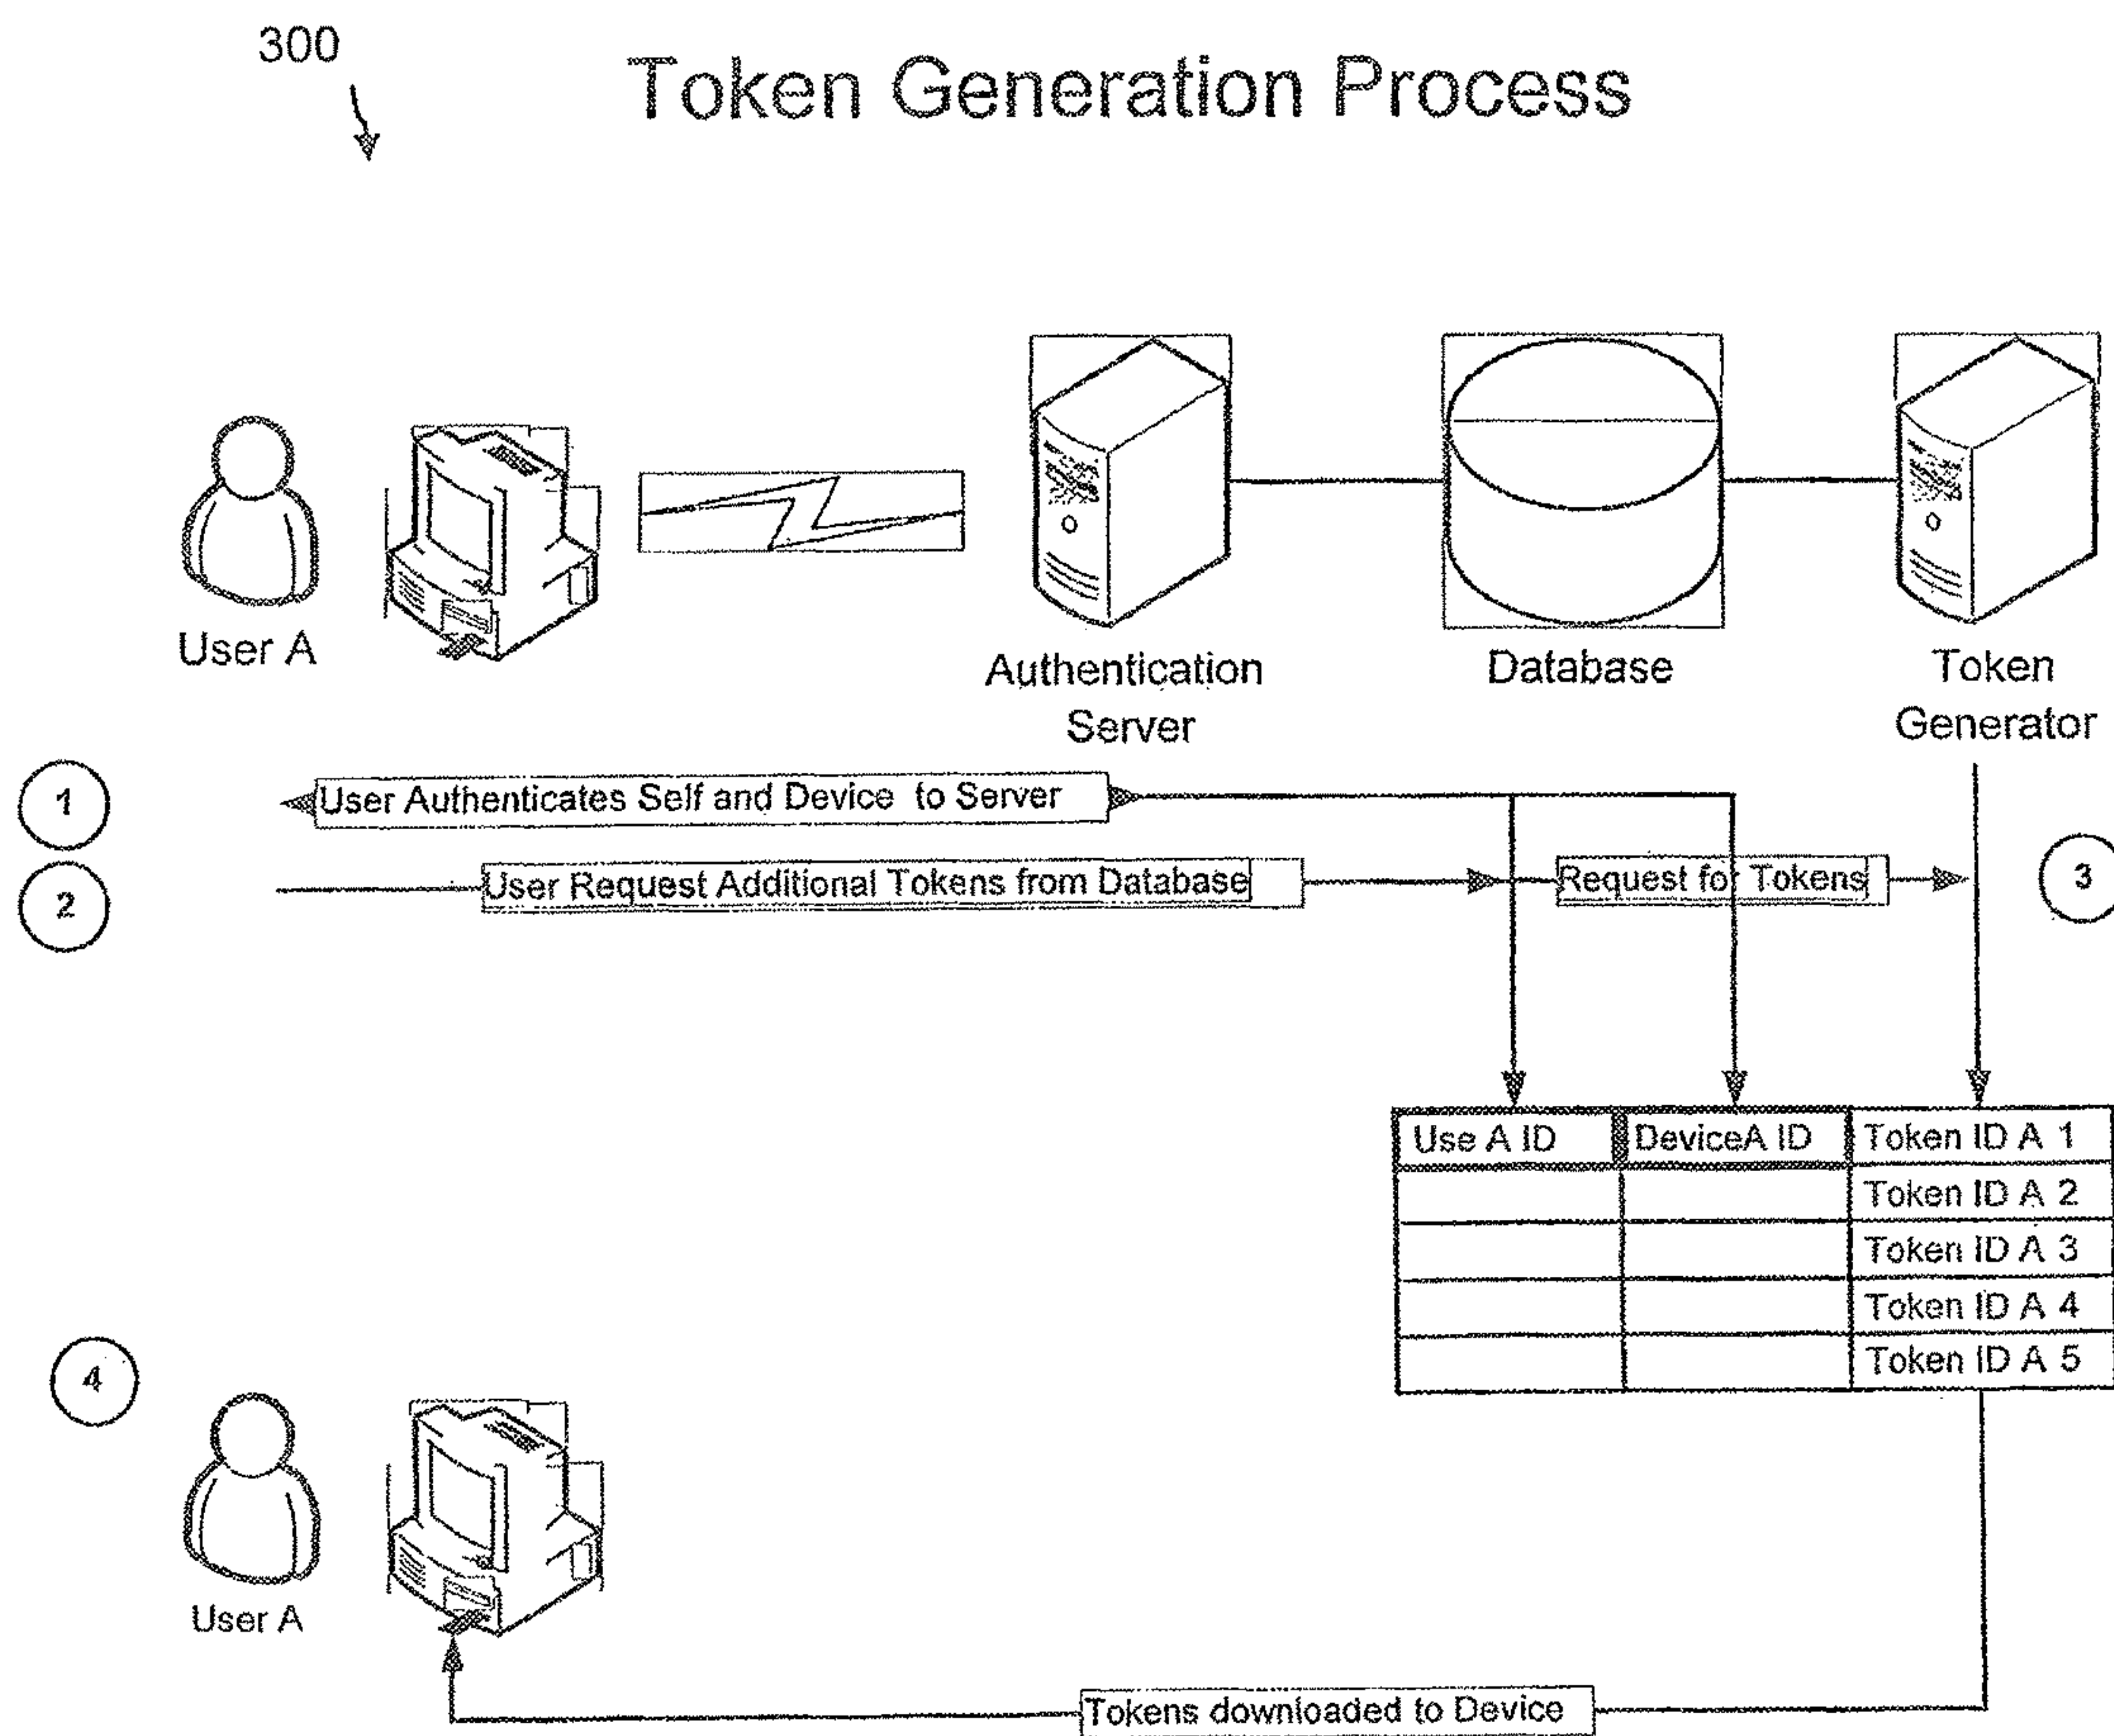 300
Token Generation Process
User A
Authentication
Server
Database
Token
Generator
1
User Authenticates Self and Device to Server
2
User Request Additional Tokens from Database
Request for Tokens
3
Use A ID DeviceA ID Token ID A 1
Token ID A 2
Token ID A 3
Token ID A 4
Token ID A 5
4
User A
Tokens downloaded to Device